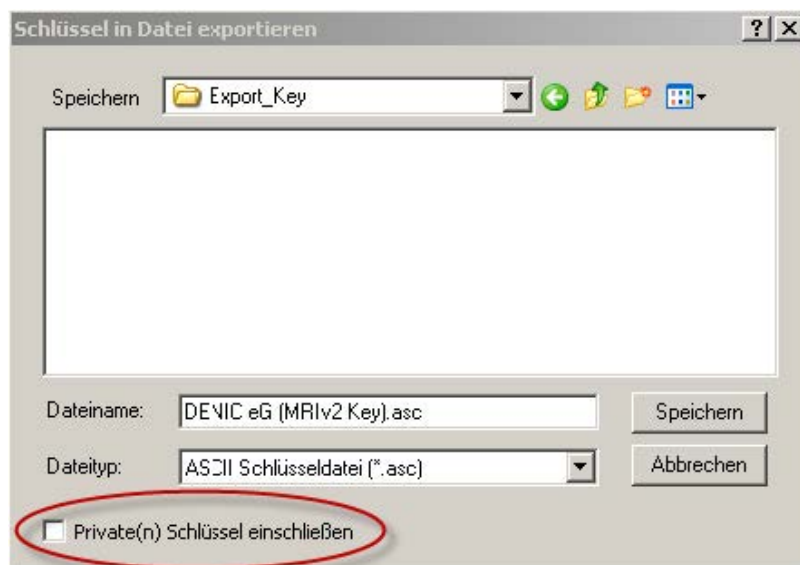 Schlüssel in Datei exportieren
Speichern Export_Key
Dateiname: DENIC eG (MRIv2 Key).asc Speichern
Dateityp: ASCII Schlüsseldatei (*.asc) Abbrechen
Private(n) Schlüssel einschließen